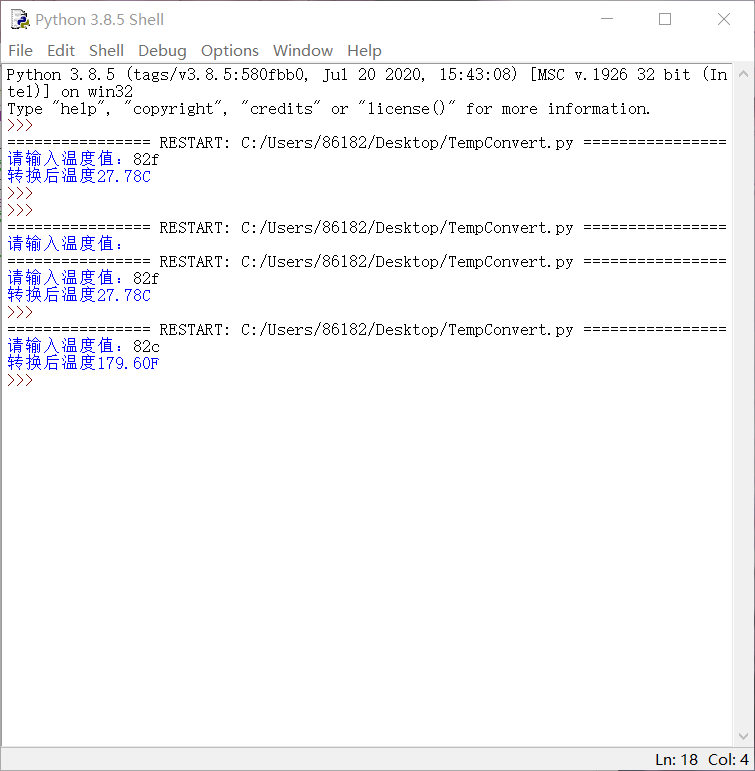 Python 3.8.5 Shell
File Edit Shell Debug Options Window Help
Python 3.8.5 (tags/v3.8.5:580fbb0, Jul 20 2020, 15:43:08) [MSC v.1926 32 bit (In
tel)] on win32
Type "help", "copyright", "credits" or "license()" for more information.
>>>
================ RESTART: C:/Users/86182/Desktop/TempConvert.py ================
请输入温度值：82f
转换后温度27.78C
>>>
>>>
================ RESTART: C:/Users/86182/Desktop/TempConvert.py ================
请输入温度值：
================ RESTART: C:/Users/86182/Desktop/TempConvert.py ================
请输入温度值：82f
转换后温度27.78C
>>>
================ RESTART: C:/Users/86182/Desktop/TempConvert.py ================
请输入温度值：82c
转换后温度179.60F
>>>
Ln: 18 Col: 4